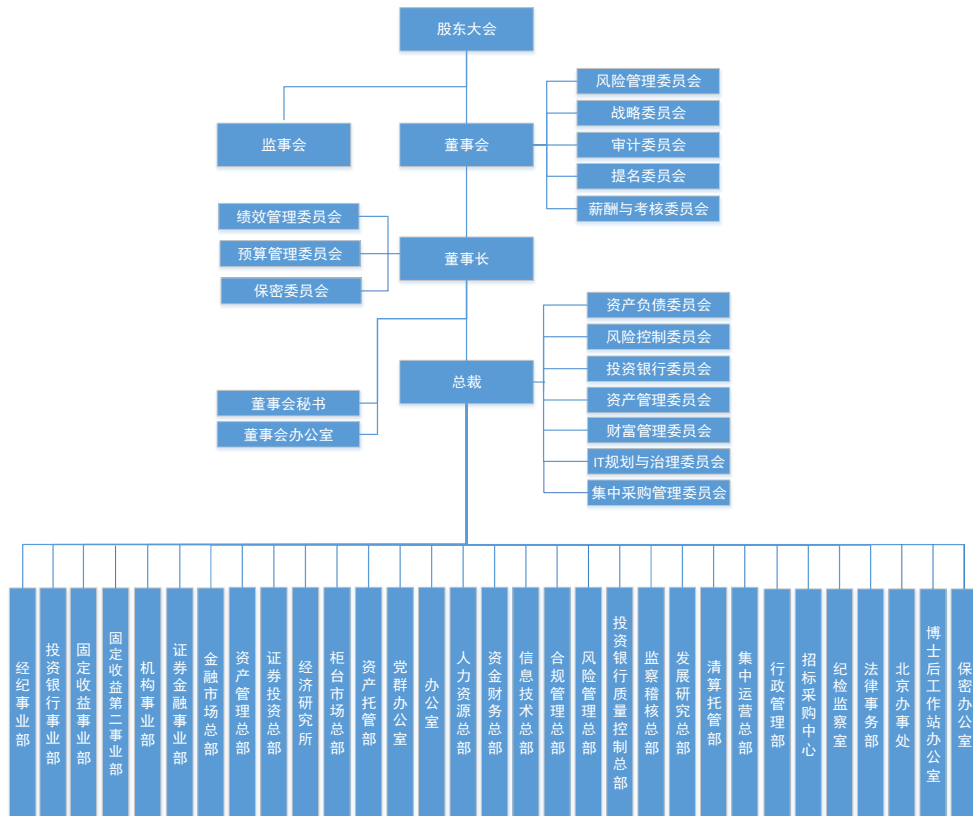 股东大会
监事会
董事会
风险管理委员会
战略委员会
审计委员会
提名委员会
薪酬与考核委员会
绩效管理委员会
预算管理委员会
保密委员会
董事长
资产负债委员会
风险控制委员会
投资银行委员会
资产管理委员会
财富管理委员会
IT规划与治理委员会
集中采购管理委员会
总裁
董事会秘书
董事会办公室
经纪事业部
投资银行事业部
固定收益事业部
固定收益第二事业部
机构事业部
证券金融事业部
金融市场总部
资产管理总部
证券投资总部
经济研究所
柜台市场总部
资产托管部
党群办公室
办公室
人力资源总部
资金财务总部
信息技术总部
合规管理总部
风险管理总部
投资银行质量控制总部
监察稽核总部
发展研究总部
清算托管部
集中运营总部
行政管理部
招标采购中心
纪检监察室
法律事务部
北京办事处
博士后工作站办公室
保密办公室